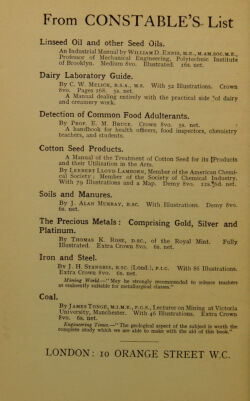 From CONSTABLE'S List
Linseed Oil and other Seed Oils.
An Industrial Manual by WILLIAM D. ENNIS, M.E., M.AM.SOC.M.E.,
Professor of Mechanical Engineering, Polytechnic Institute
of Brooklyn. Medium 8vo. Illustrated. 16s. net.
Dairy Laboratory Guide.
By C. W. MELICK, B.S.A., M.S. With 52 Illustrations. Crown
8vo. Pages 268. 5s. net.
A Manual dealing entirely with the practical side of dairy
and creamery work.
Detection of Common Food Adulterants.
By PROF. E. M. BRUCE. Crown 8vo. 5s. net.
A handbook for health officers, food inspectors, chemistry
teachers, and students.
Cotton Seed Products.
A Manual of the Treatment of Cotton Seed for its Products
and their Utilization in the Arts.
By LEEBERT LLOYD LAMBORN, Member of the American Chemi-
cal Society: Member of the Society of Chemical Industry.
With 79 Illustrations and a Map. Demy 8vo. net.
Soils and Manures.
By J. ALAN MURRAY, B.SC. With Illustrations. Demy 8vo.
6s. net.
The Precious Metals: Comprising Gold, Silver and
Platinum.
By THOMAS K. ROSE, D.SC., of the Royal Mint. Fully
Illustrated. Extra Crown 8vo. 6s. net.
Iron and Steel.
By J. H. STANSBIE, B.SC. (Lond.), F.I.C. With 86 Illustrations.
Extra Crown 8vo. 6s. net.
Mining World.—"May be strongly recommended to science teachers
as eminently suitable for metallurgical classes."
Coal.
By JAMES TONGE, M.I.M.E., F.G.S., Lecturer on Mining at Victoria
University, Manchester. With 46 Illustrations. Extra Crown
8vo. 6s. net.
Engineering Times.—"The geological aspect of the subject is worth the
complete study which we are able to make with the aid of this book."
LONDON: 10 ORANGE STREET W.C.